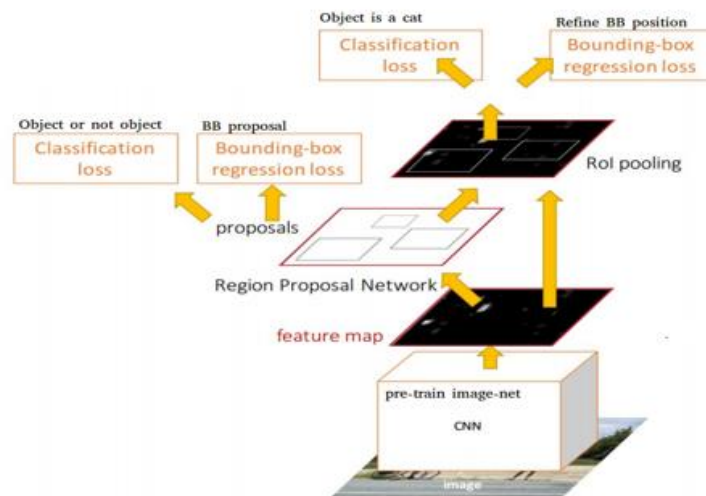 Object is a cat
Refine BB position
Classification
loss
Bounding-box
regression loss
Object or not object
BB proposal
Classification
loss
Bounding-box
regression loss
RoI pooling
proposals
Region Proposal Network
feature map
pre-train image-net
CNN
image